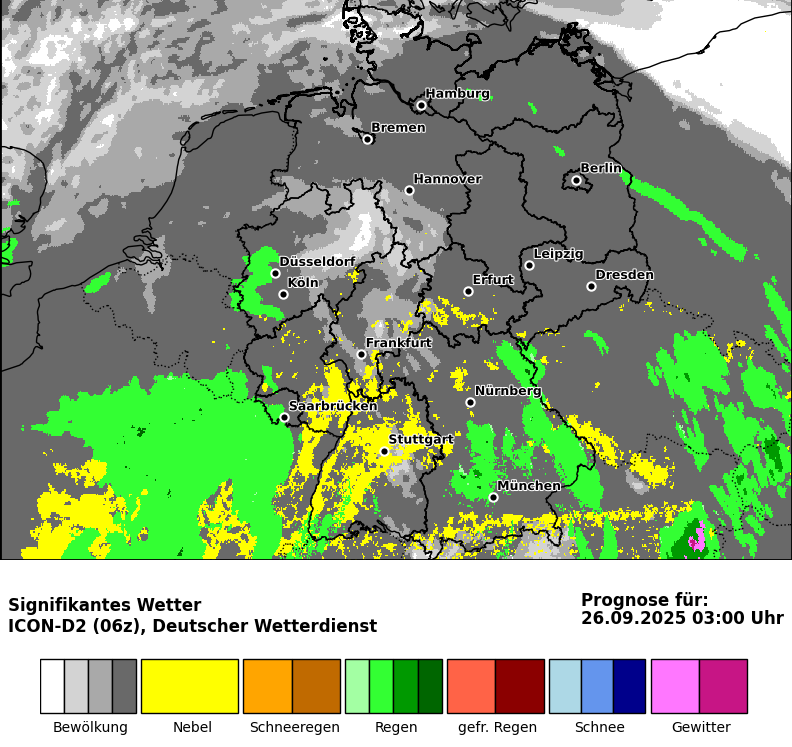 Hamburg
Bremen
Berlin
Hannover
Düsseldorf
Leipzig
Köln
Erfurt
Dresden
Frankfurt
Nürnberg
Saarbrücken
Stuttgart
München
Signifikantes Wetter
ICON-D2 (06z), Deutscher Wetterdienst
Prognose für:
26.09.2025 03:00 Uhr
Bewölkung Nebel Schneeregen Regen gefr. Regen Schnee Gewitter